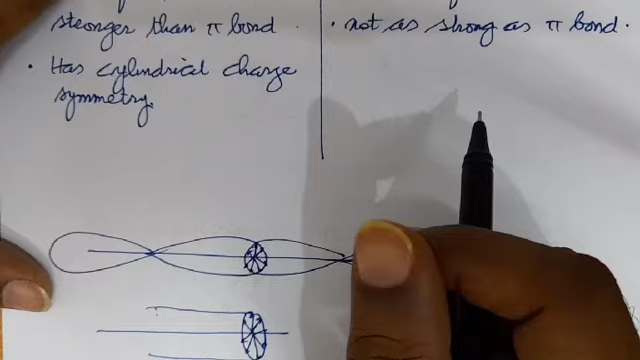 stronger than π bond.
• Has cylindrical charge
symmetry.
• not as strong as π bond.